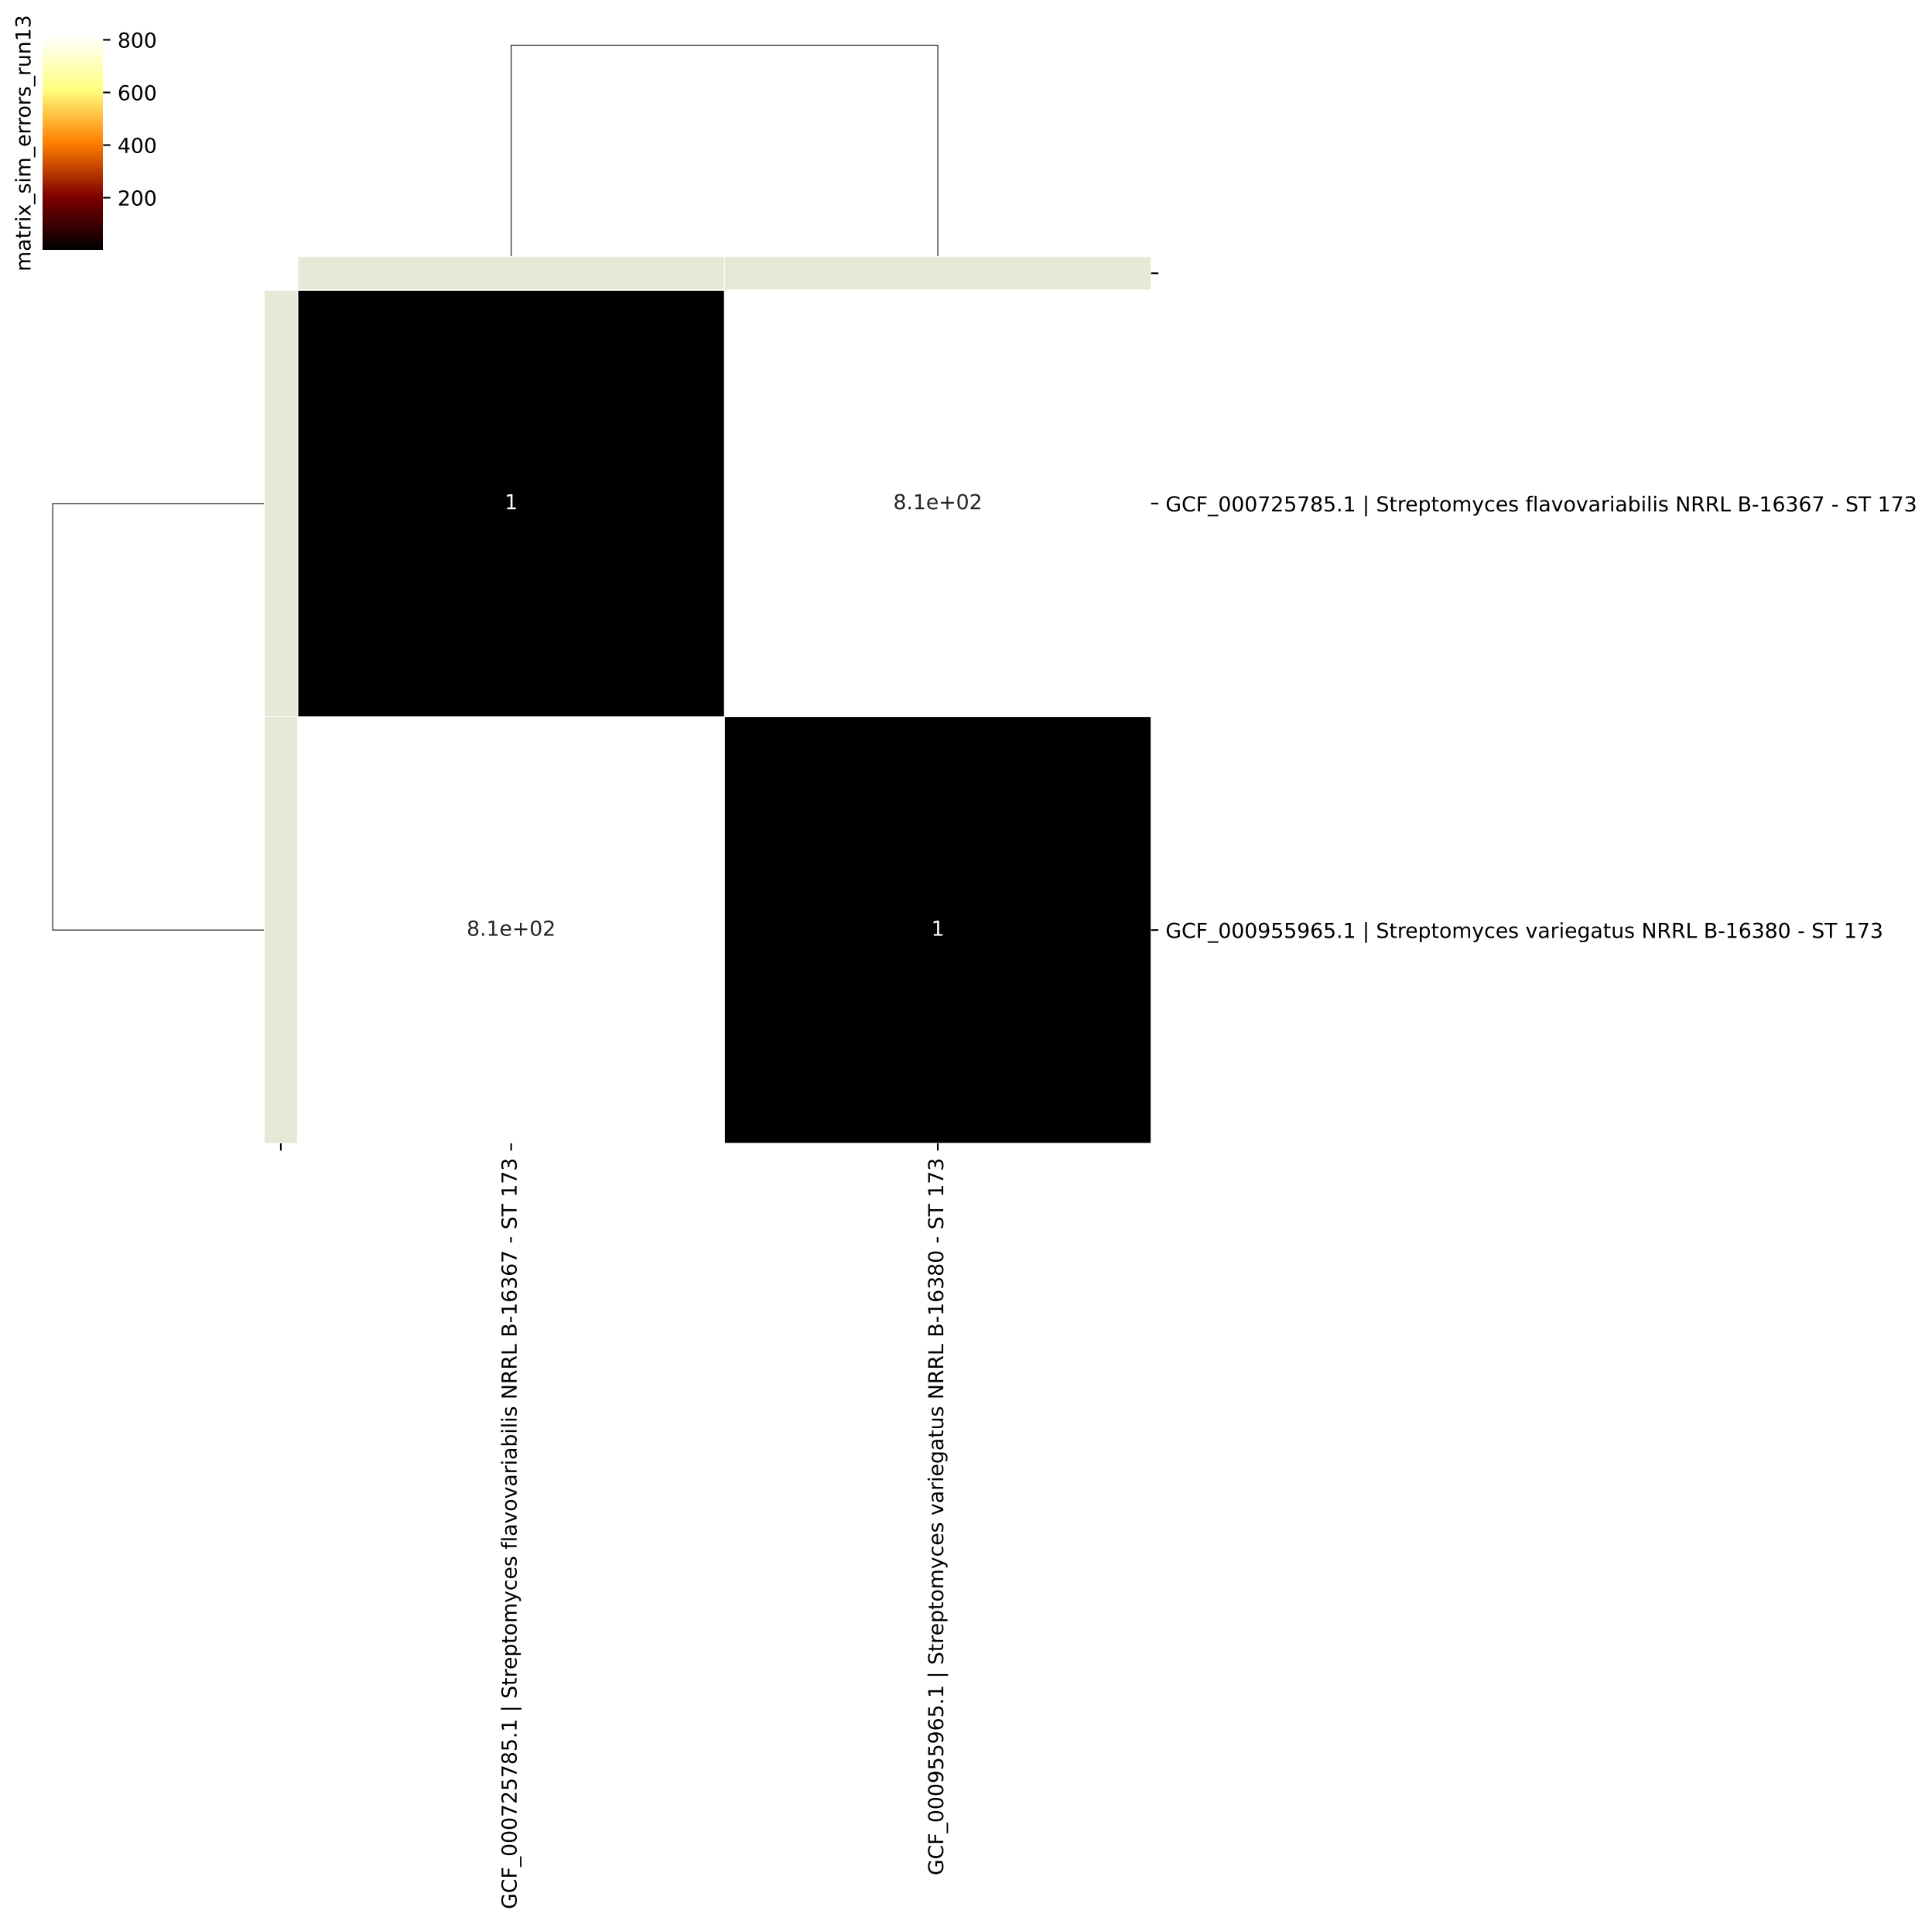 matrix_sim_errors_run13
800
600
400
200
1
8.1e+02
GCF_000725785.1 | Streptomyces flavovariabilis NRRL B-16367 - ST 173
8.1e+02
1
GCF_000955965.1 | Streptomyces variegatus NRRL B-16380 - ST 173
GCF_000725785.1 | Streptomyces flavovariabilis NRRL B-16367 - ST 173
GCF_000955965.1 | Streptomyces variegatus NRRL B-16380 - ST 173